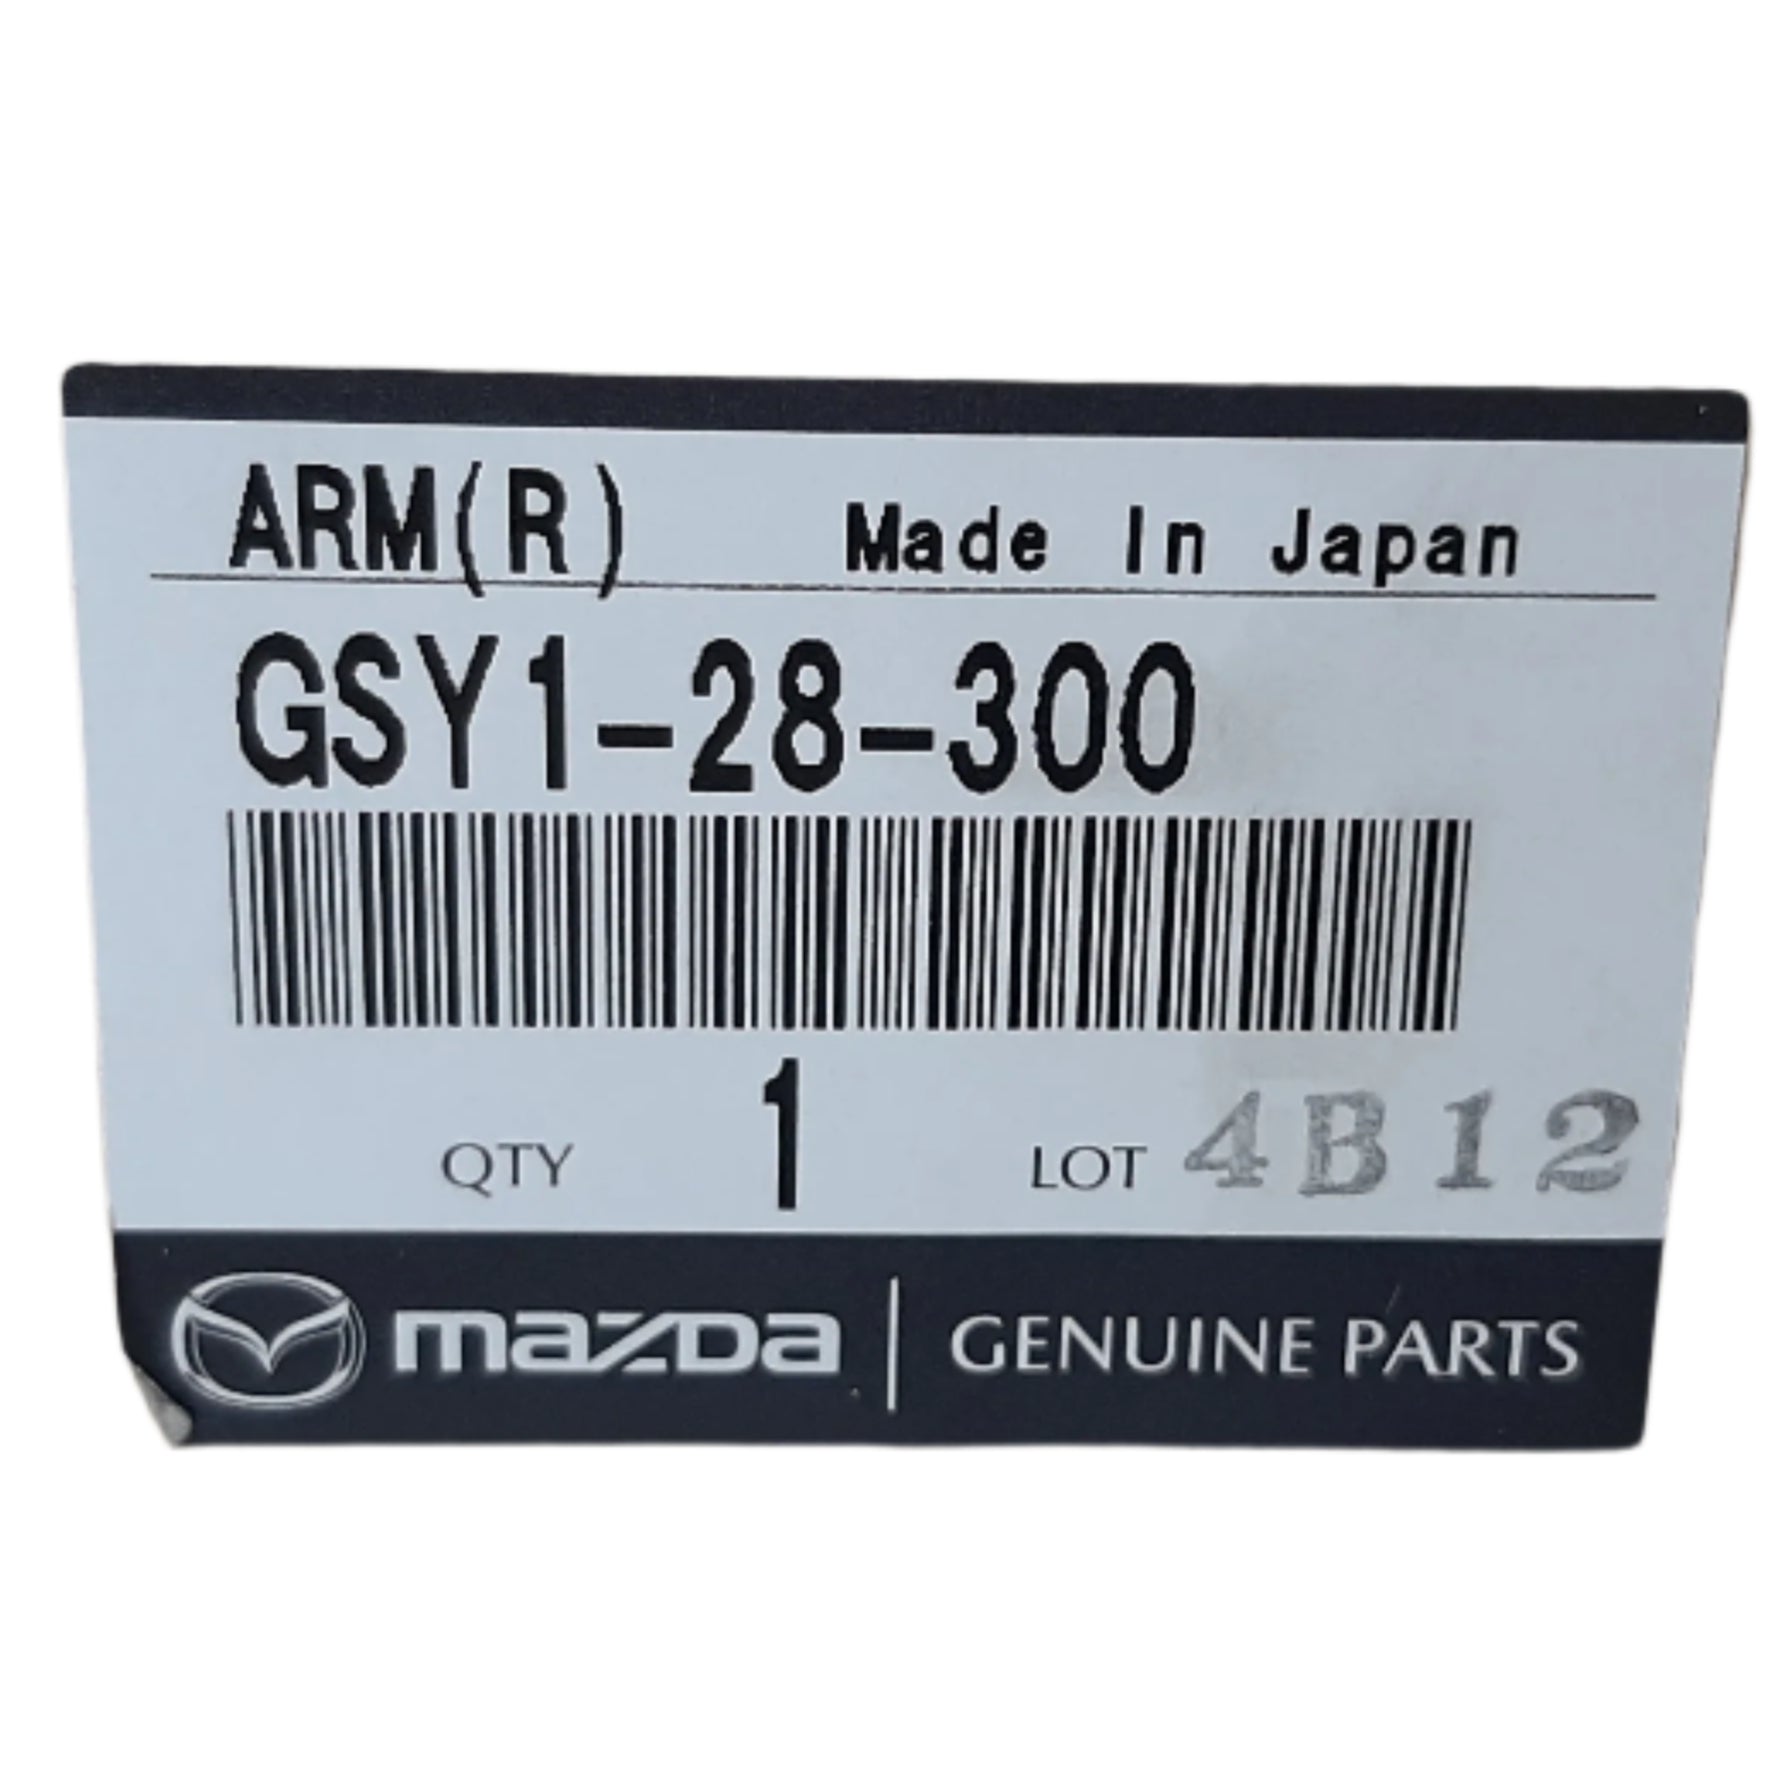 ARM(R) Made In Japan
GSY1-28-300
QTY 1 LOT 4B12
mazda | GENUINE PARTS